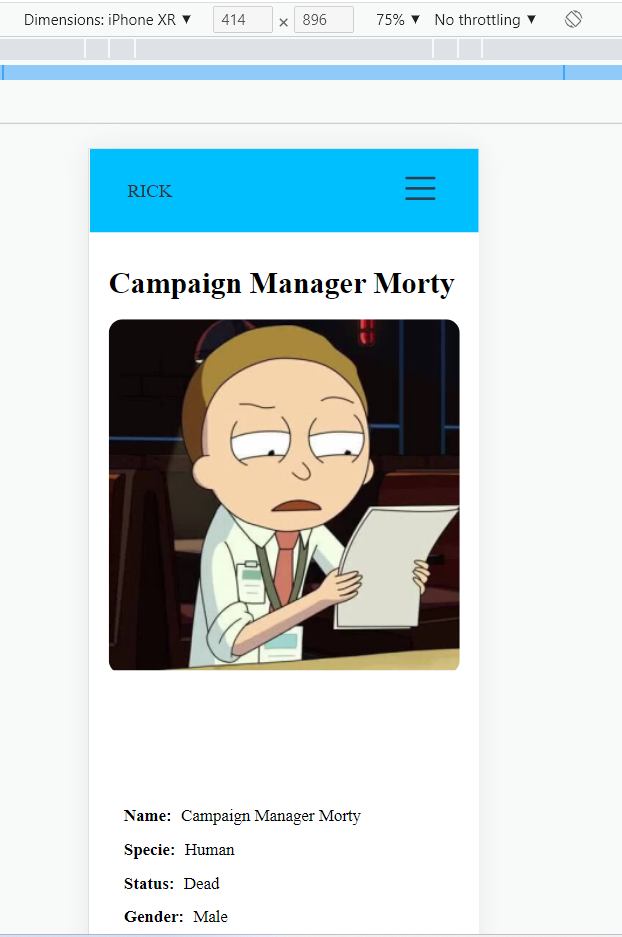 Dimensions: iPhone XR ▼ 414 × 896 75% ▼ No throttling ▼
RICK
Campaign Manager Morty
Name: Campaign Manager Morty
Specie: Human
Status: Dead
Gender: Male